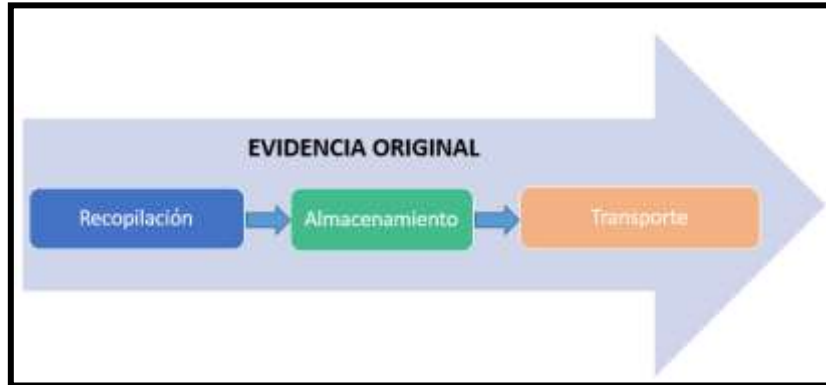 EVIDENCIA ORIGINAL
Recopilación
Almacenamiento
Transporte